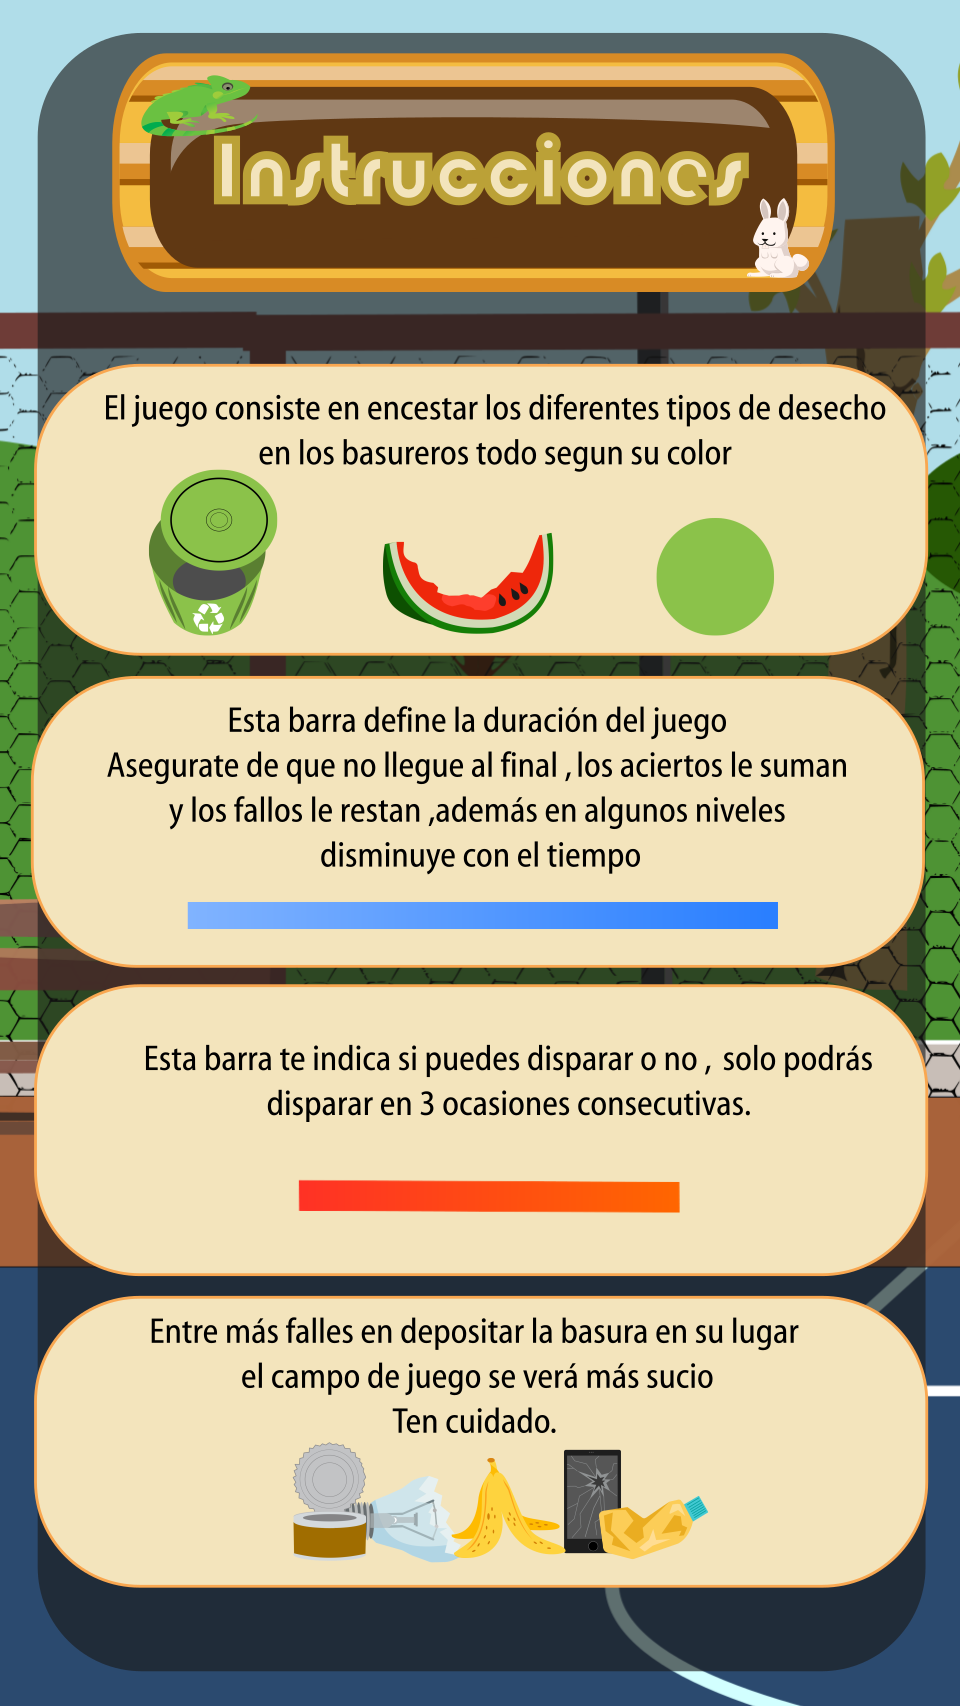 Instrucciones
El juego consiste en encestar los diferentes tipos de desecho
en los basureros todo segun su color
Esta barra define la duración del juego
Asegurate de que no llegue al final , los aciertos le suman
y los fallos le restan ,además en algunos niveles
disminuye con el tiempo
Esta barra te indica si puedes disparar o no , solo podrás
disparar en 3 ocasiones consecutivas.
Entre más falles en depositar la basura en su lugar
el campo de juego se verá más sucio
Ten cuidado.